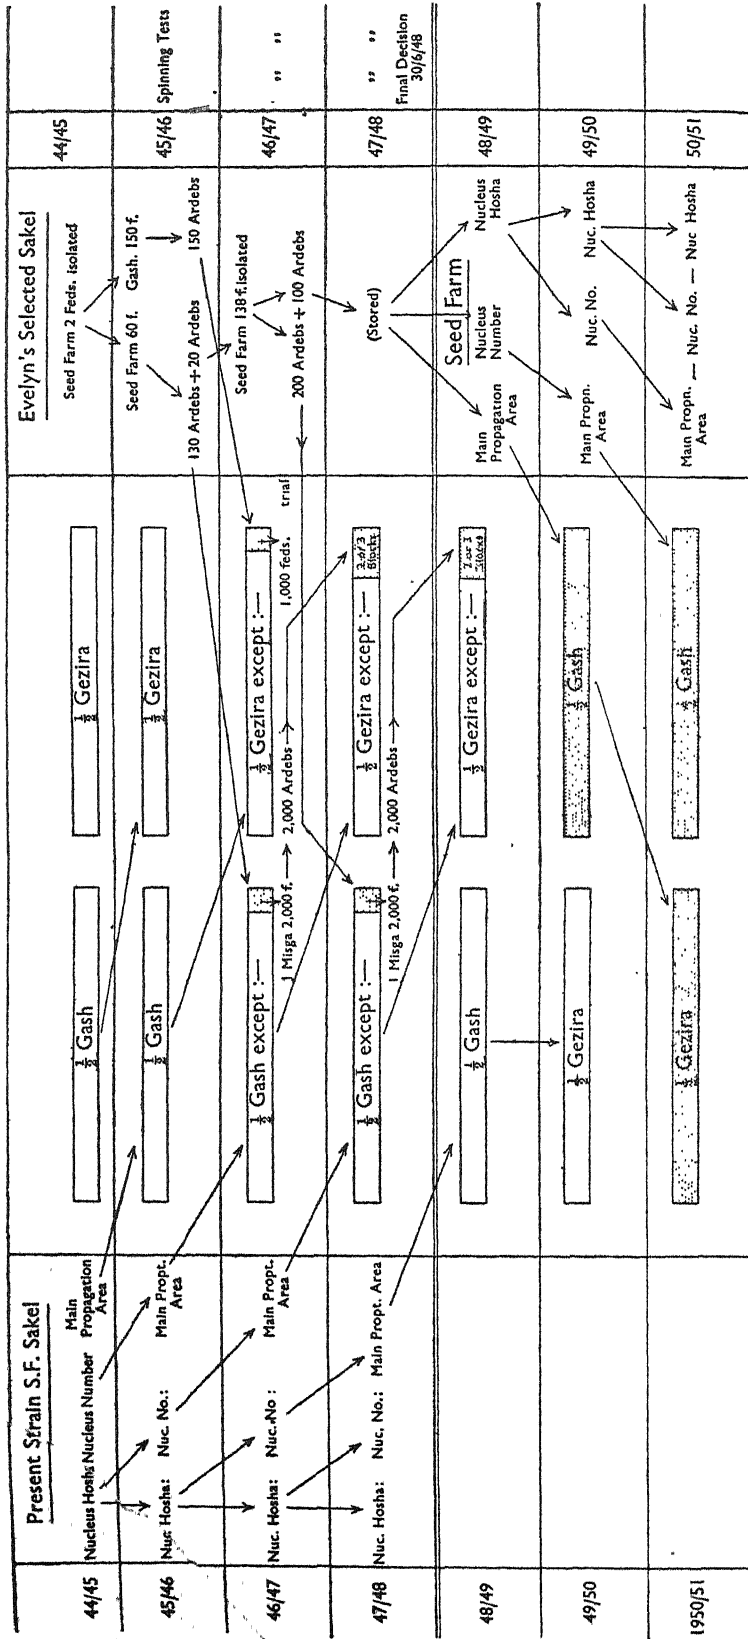 Present Strain S.F. Sakel
Evelyn's Selected Sakel
44/45
Nucleus Hosha
Nucleus Number
Main
Propagation
Area
½ Gash
½ Gezira
Seed Farm 2 Feds. Isolated
44/45
45/46
Nuc. Hosha:
Nuc. No.:
Main Propt.
Area
½ Gash
½ Gezira
Seed Farm 60 f.
Gash. 150 f.
130 Ardebs + 20 Ardebs
150 Ardebs
45/46
Spinning Tests
46/47
Nuc. Hosha:
Nuc. No :
Main Propt.
Area
½ Gash except :—
½ Gezira except :—
1 Misga 2,000 f.
2,000 Ardebs
1,000 feds. trial
Seed Farm 138 f. Isolated
200 Ardebs + 100 Ardebs
46/47
" "
47/48
Nuc. Hosha:
Nuc. No.:
Main Propt. Area
½ Gash except :—
½ Gezira except :—
2 or 3
Blocks
1 Misga 2,000 f.
2,000 Ardebs
(Stored)
47/48
" "
Final Decision
30/6/48
48/49
½ Gash
½ Gezira except :—
2 or 3
Blocks
Seed Farm
Main
Propagation
Area
Nucleus
Number
Nucleus
Hosha
48/49
49/50
½ Gezira
½ Gash
Main Propn.
Area
Nuc. No.
Nuc. Hosha
49/50
1950/51
½ Gezira
½ Gash
Main Propn.
Area
— Nuc. No. — Nuc Hosha
50/51